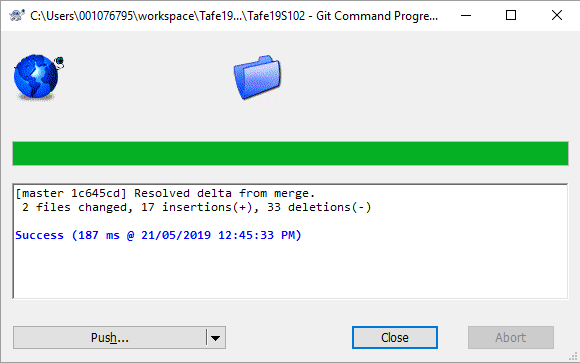 C:\Users\001076795\workspace\Tafe19...\Tafe19S102 - Git Command Progre...
[master 1c645cd] Resolved delta from merge.
2 files changed, 17 insertions(+), 33 deletions(-)
Success (187 ms @ 21/05/2019 12:45:33 PM)
Push... Close Abort